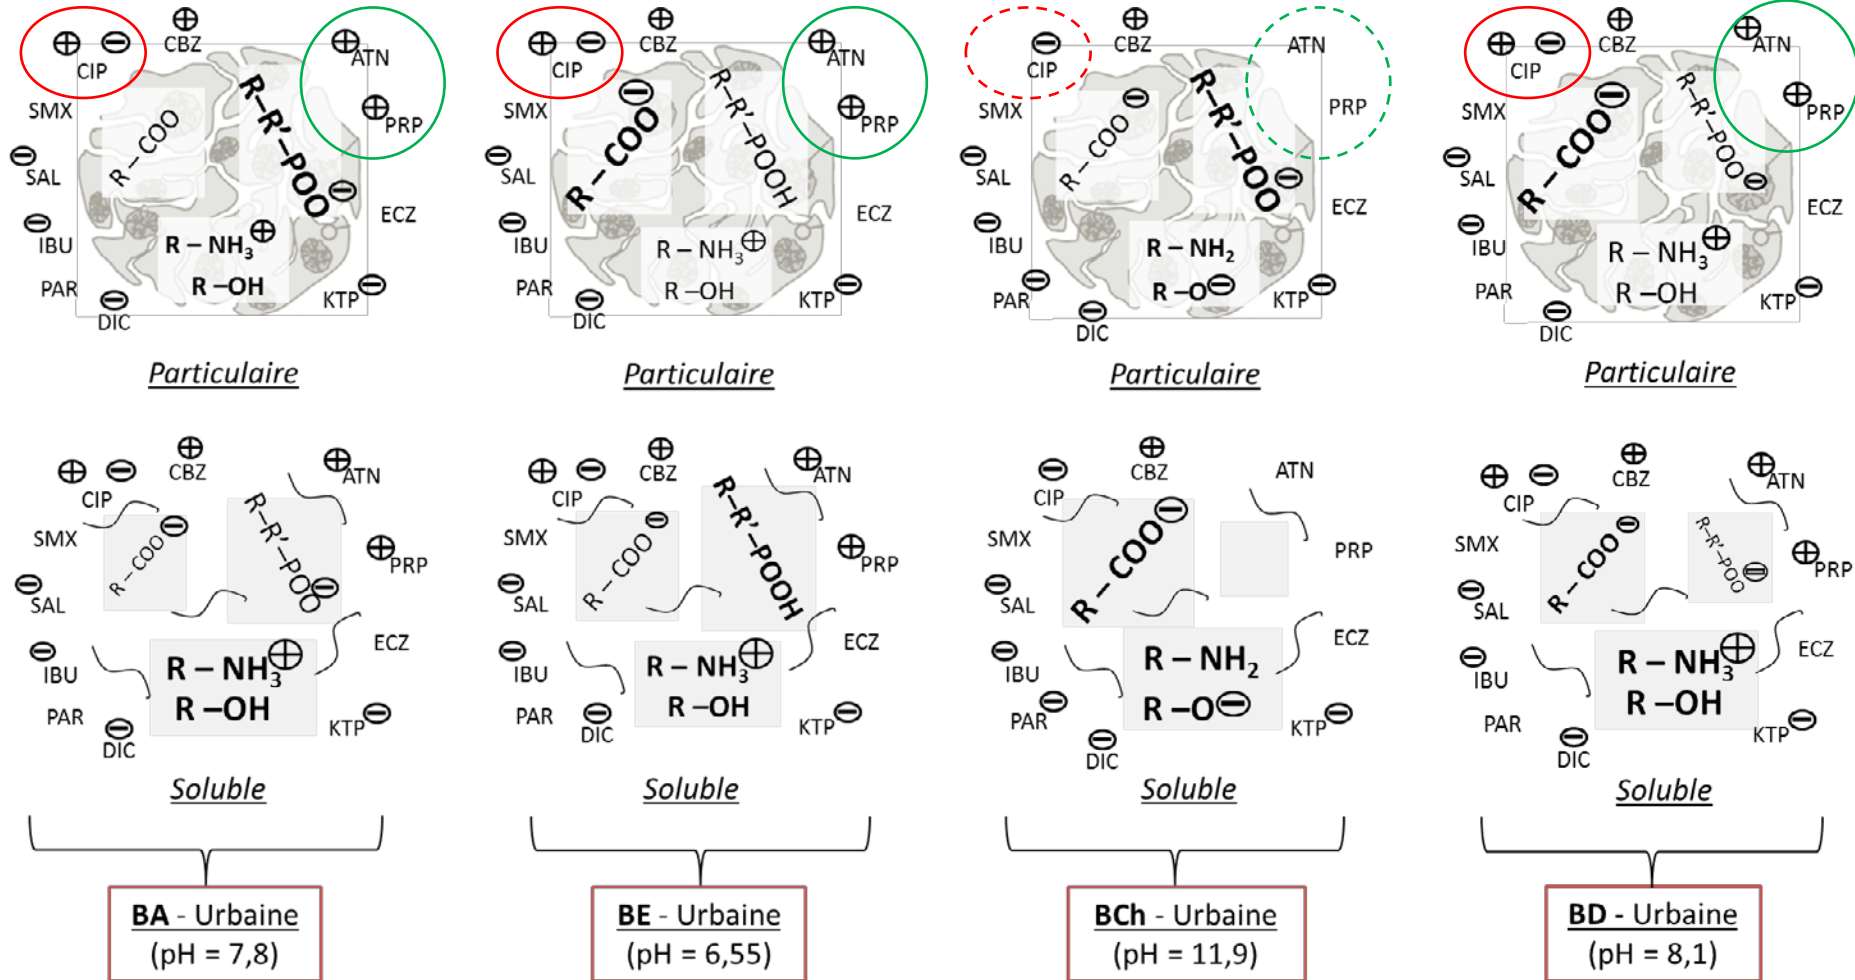 CIP
CBZ
ATN
SMX
PRP
SAL
ECZ
IBU
PAR
DIC
KTP
R – COO
R–R'–POO
R – NH3
R –OH
Particulaire
CIP
CBZ
ATN
SMX
PRP
SAL
ECZ
IBU
PAR
DIC
KTP
R – COO
R–R'–POOH
R – NH3
R –OH
Particulaire
CIP
CBZ
ATN
SMX
PRP
SAL
ECZ
IBU
PAR
DIC
KTP
R – COO
R–R'–POO
R – NH2
R –O
Particulaire
CIP
CBZ
ATN
SMX
PRP
SAL
ECZ
IBU
PAR
DIC
KTP
R – COO
R–R'–POO
R – NH3
R –OH
Particulaire
CIP
CBZ
ATN
SMX
PRP
SAL
ECZ
IBU
PAR
DIC
KTP
R – COO
R–R'–POO
R – NH3
R –OH
Soluble
BA - Urbaine
(pH = 7,8)
CIP
CBZ
ATN
SMX
PRP
SAL
ECZ
IBU
PAR
DIC
KTP
R – COO
R–R'–POOH
R – NH3
R –OH
Soluble
BE - Urbaine
(pH = 6,55)
CIP
CBZ
ATN
SMX
PRP
SAL
ECZ
IBU
PAR
DIC
KTP
R – COO
R – NH2
R –O
Soluble
BCh - Urbaine
(pH = 11,9)
CIP
CBZ
ATN
SMX
PRP
SAL
ECZ
IBU
PAR
DIC
KTP
R – COO
R–R'–POO
R – NH3
R –OH
Soluble
BD - Urbaine
(pH = 8,1)